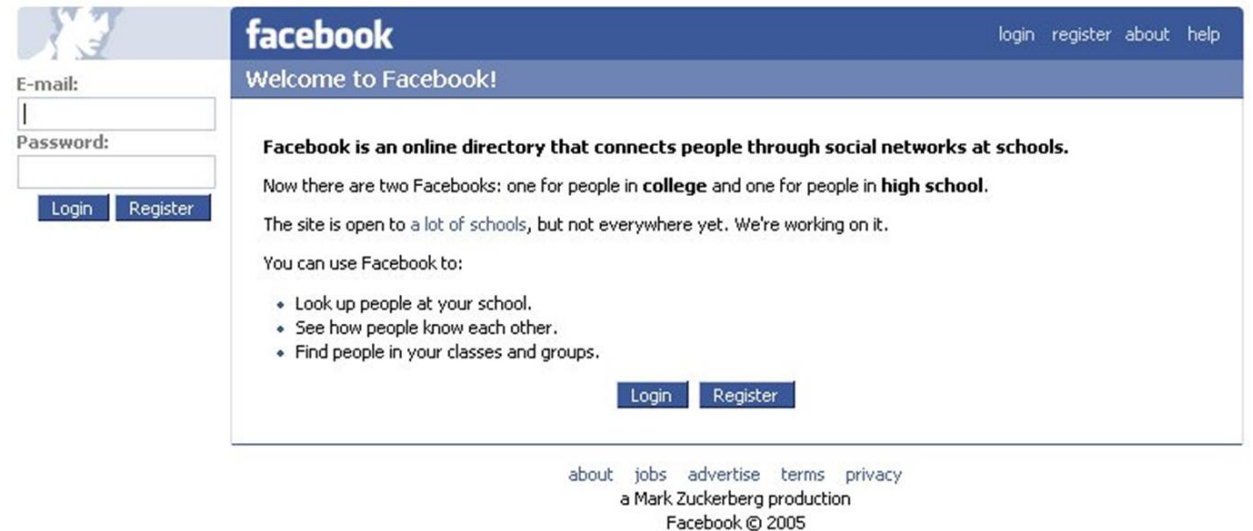 facebook
login register about help
E-mail:
Password:
Login Register
Welcome to Facebook!
Facebook is an online directory that connects people through social networks at schools.
Now there are two Facebooks: one for people in college and one for people in high school.
The site is open to a lot of schools, but not everywhere yet. We're working on it.
You can use Facebook to:
• Look up people at your school.
• See how people know each other.
• Find people in your classes and groups.
Login Register
about jobs advertise terms privacy
a Mark Zuckerberg production
Facebook © 2005